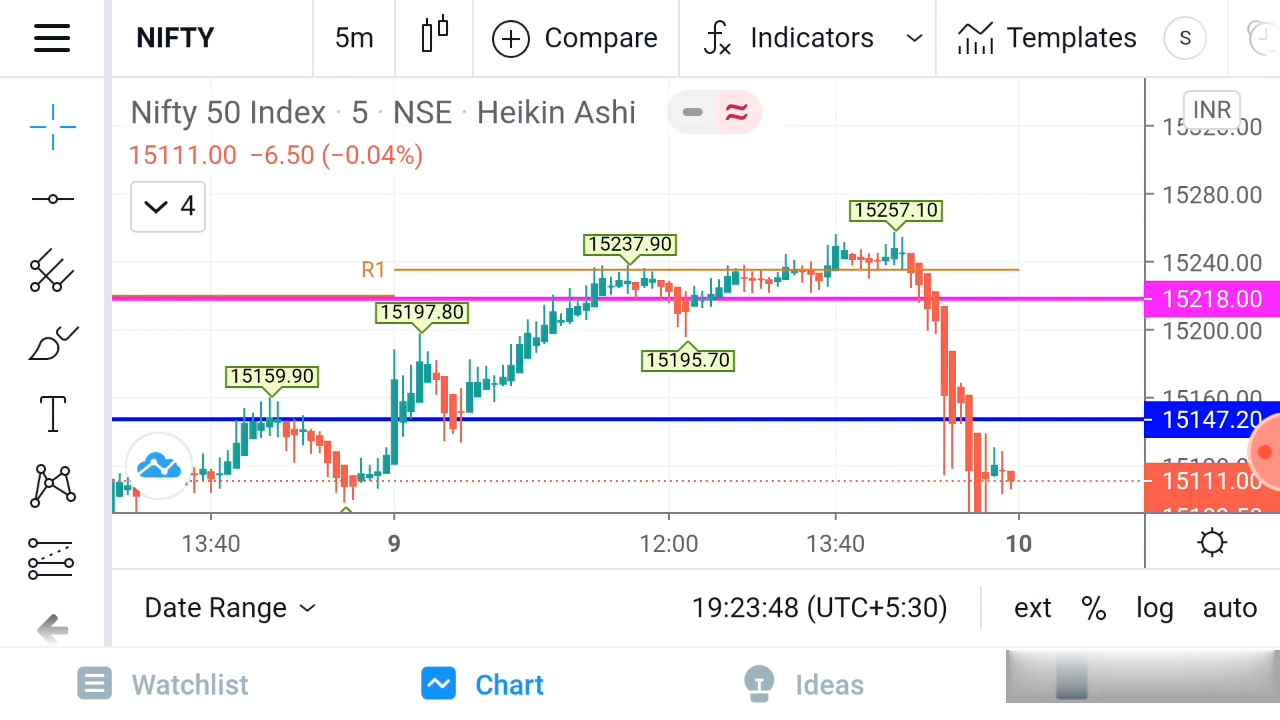 NIFTY 5m Compare Indicators Templates S
Nifty 50 Index · 5 · NSE · Heikin Ashi
INR
15111.00 −6.50 (−0.04%)
4
15280.00
15257.10
15237.90
15240.00
R1
15218.00
15197.80
15200.00
15195.70
15159.90
15160.00
15147.20
15111.00
13:40 9 12:00 13:40 10
Date Range 19:23:48 (UTC+5:30) ext % log auto
Watchlist Chart Ideas